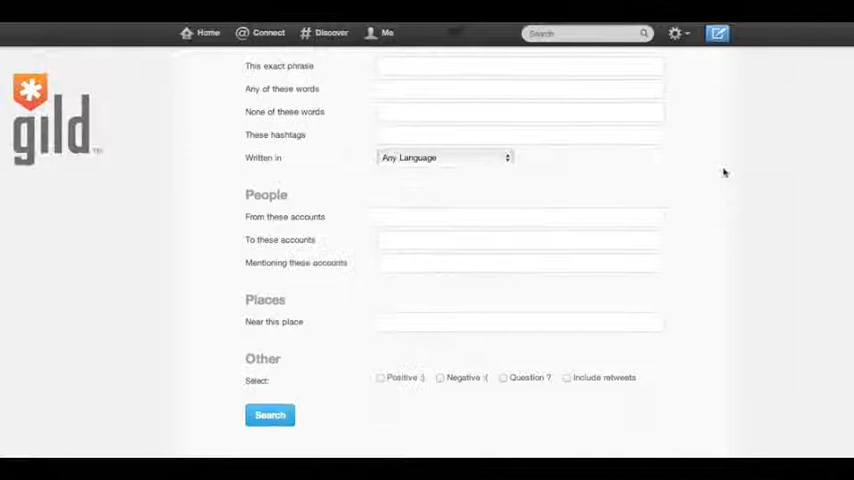 Home Connect Discover Me Search
gild
This exact phrase
Any of these words
None of these words
These hashtags
Written in Any Language
People
From these accounts
To these accounts
Mentioning these accounts
Places
Near this place
Other
Select: Positive :) Negative :( Question ? Include retweets
Search